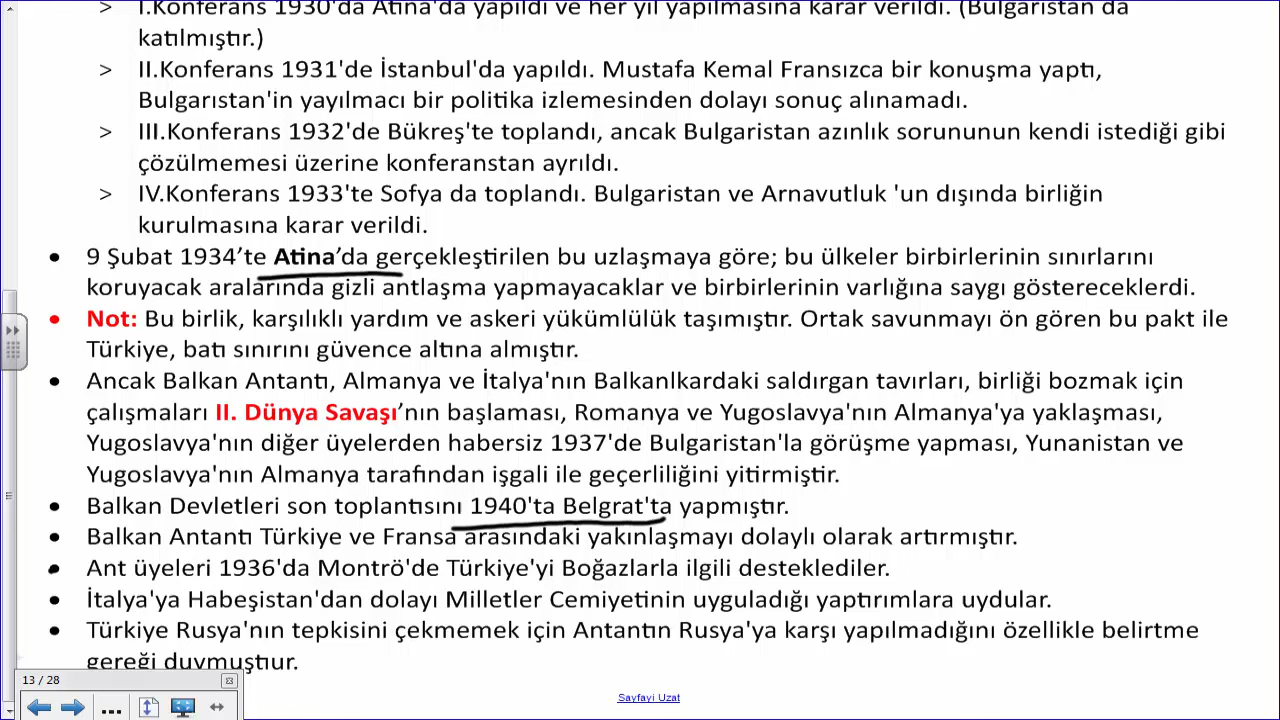 > I.Konferans 1930'da Atina'da yapıldı ve her yıl yapılmasına karar verildi. (Bulgaristan da
katılmıştır.)
> II.Konferans 1931'de İstanbul'da yapıldı. Mustafa Kemal Fransızca bir konuşma yaptı,
Bulgarıstan'in yayılmacı bir politika izlemesinden dolayı sonuç alınamadı.
> III.Konferans 1932'de Bükreş'te toplandı, ancak Bulgaristan azınlık sorununun kendi istediği gibi
çözülmemesi üzerine konferanstan ayrıldı.
> IV.Konferans 1933'te Sofya da toplandı. Bulgaristan ve Arnavutluk 'un dışında birliğin
kurulmasına karar verildi.
• 9 Şubat 1934’te Atina’da gerçekleştirilen bu uzlaşmaya göre; bu ülkeler birbirlerinin sınırlarını
koruyacak aralarında gizli antlaşma yapmayacaklar ve birbirlerinin varlığına saygı göstereceklerdi.
• Not: Bu birlik, karşılıklı yardım ve askeri yükümlülük taşımıştır. Ortak savunmayı ön gören bu pakt ile
Türkiye, batı sınırını güvence altına almıştır.
• Ancak Balkan Antantı, Almanya ve İtalya'nın Balkanlkardaki saldırgan tavırları, birliği bozmak için
çalışmaları II. Dünya Savaşı’nın başlaması, Romanya ve Yugoslavya'nın Almanya'ya yaklaşması,
Yugoslavya'nın diğer üyelerden habersiz 1937'de Bulgaristan'la görüşme yapması, Yunanistan ve
Yugoslavya'nın Almanya tarafından işgali ile geçerliliğini yitirmiştir.
• Balkan Devletleri son toplantısını 1940'ta Belgrat'ta yapmıştır.
• Balkan Antantı Türkiye ve Fransa arasındaki yakınlaşmayı dolaylı olarak artırmıştır.
• Ant üyeleri 1936'da Montrö'de Türkiye'yi Boğazlarla ilgili desteklediler.
• İtalya'ya Habeşistan'dan dolayı Milletler Cemiyetinin uyguladığı yaptırımlara uydular.
• Türkiye Rusya'nın tepkisini çekmemek için Antantın Rusya'ya karşı yapılmadığını özellikle belirtme
gereği duymuştur.
13 / 28
Sayfayi Uzat